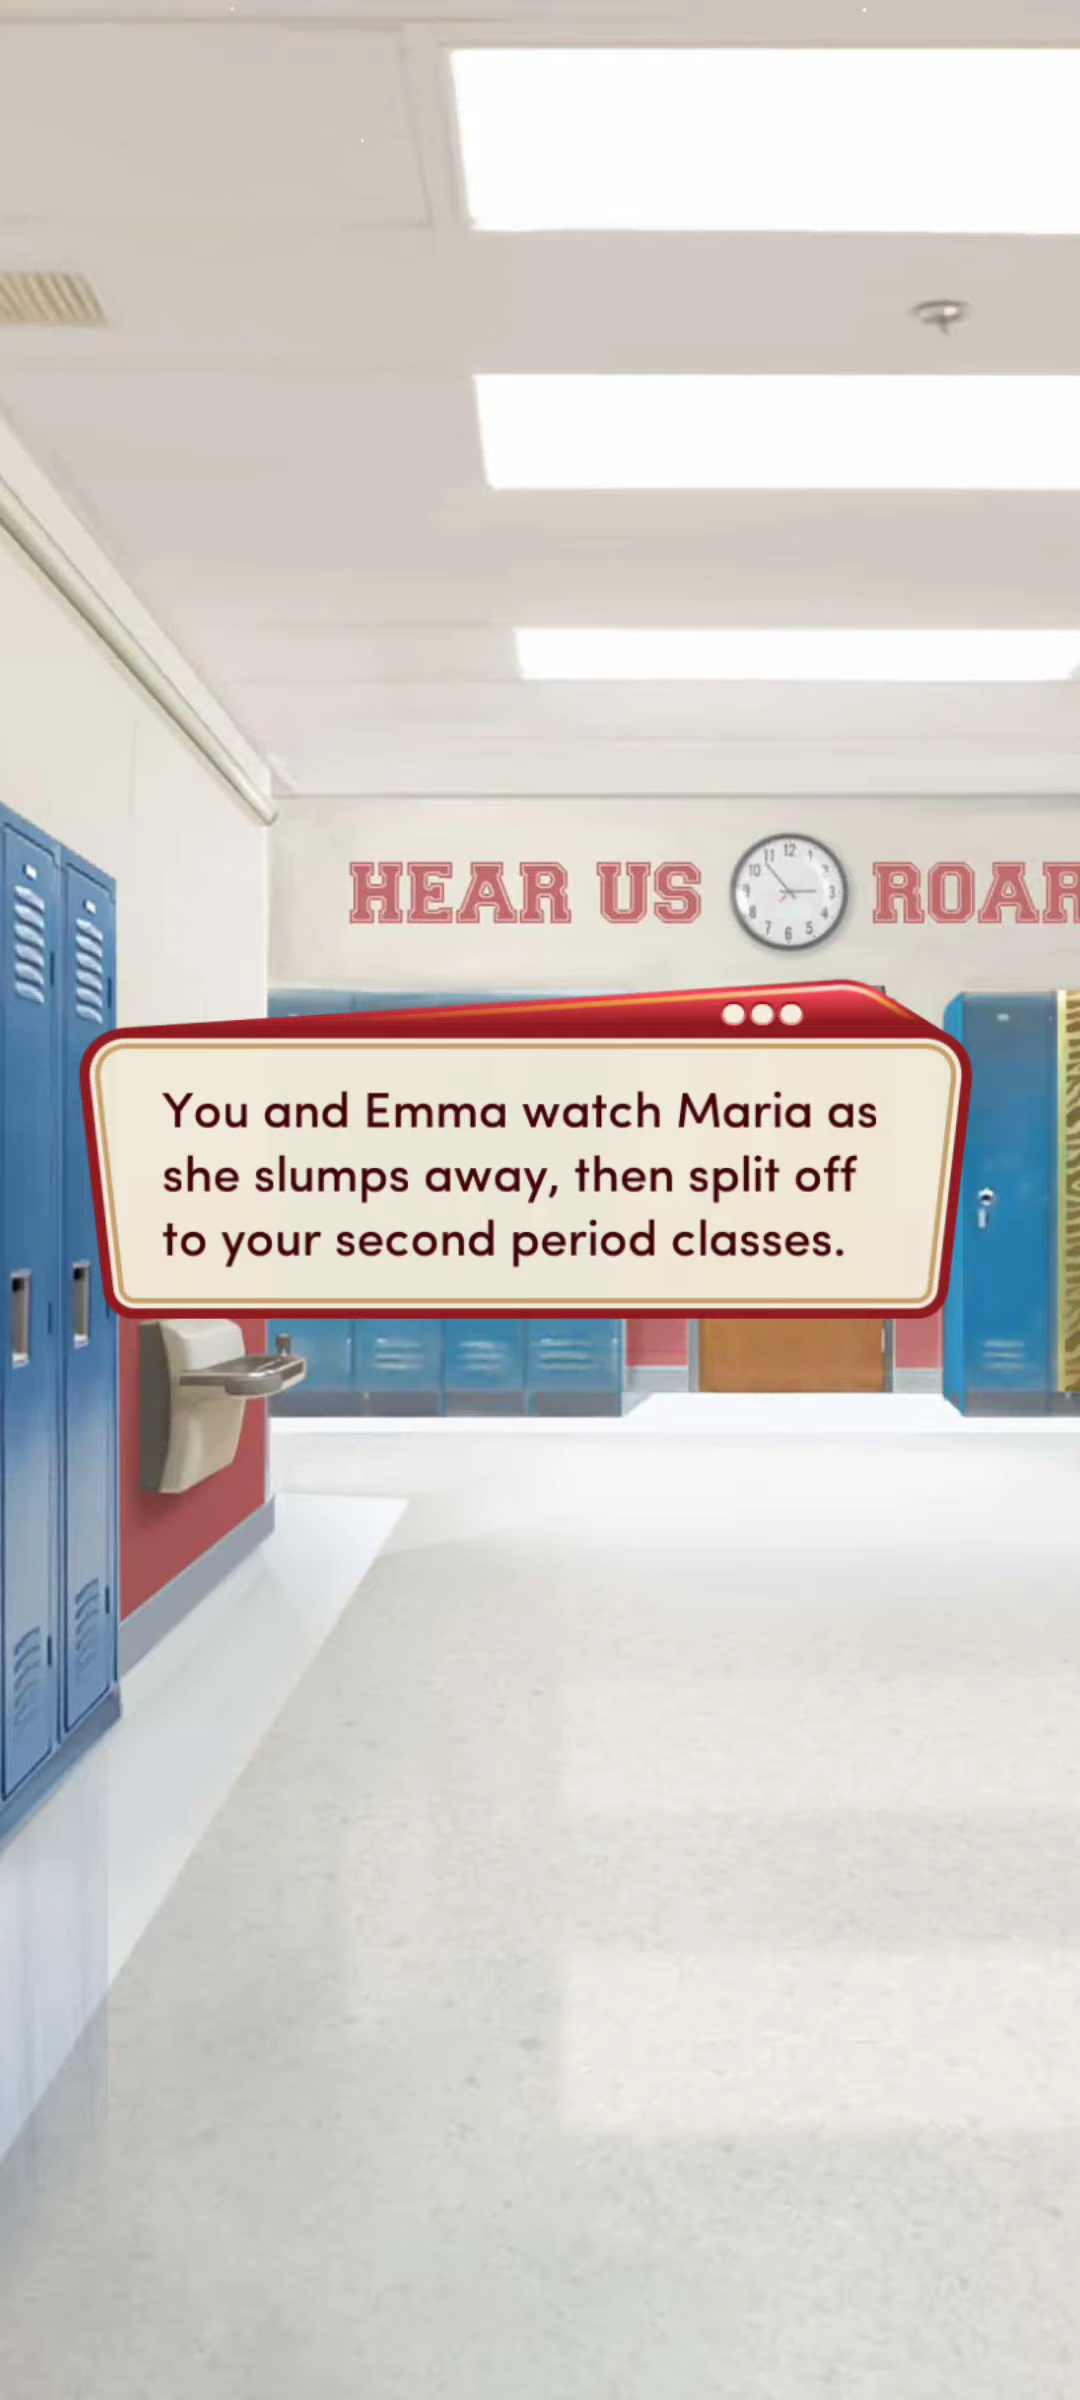 HEAR US ROAR
You and Emma watch Maria as
she slumps away, then split off
to your second period classes.